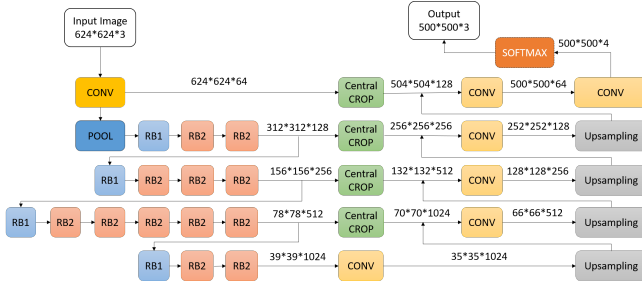 Input Image
624*624*3
Output
500*500*3
SOFTMAX
500*500*4
CONV
624*624*64
Central
CROP
504*504*128
CONV
500*500*64
CONV
POOL
RB1
RB2
RB2
312*312*128
Central
CROP
256*256*256
CONV
252*252*128
Upsampling
RB1
RB2
RB2
RB2
156*156*256
Central
CROP
132*132*512
CONV
128*128*256
Upsampling
RB1
RB2
RB2
RB2
RB2
RB2
78*78*512
Central
CROP
70*70*1024
CONV
66*66*512
Upsampling
RB1
RB2
RB2
39*39*1024
CONV
35*35*1024
Upsampling